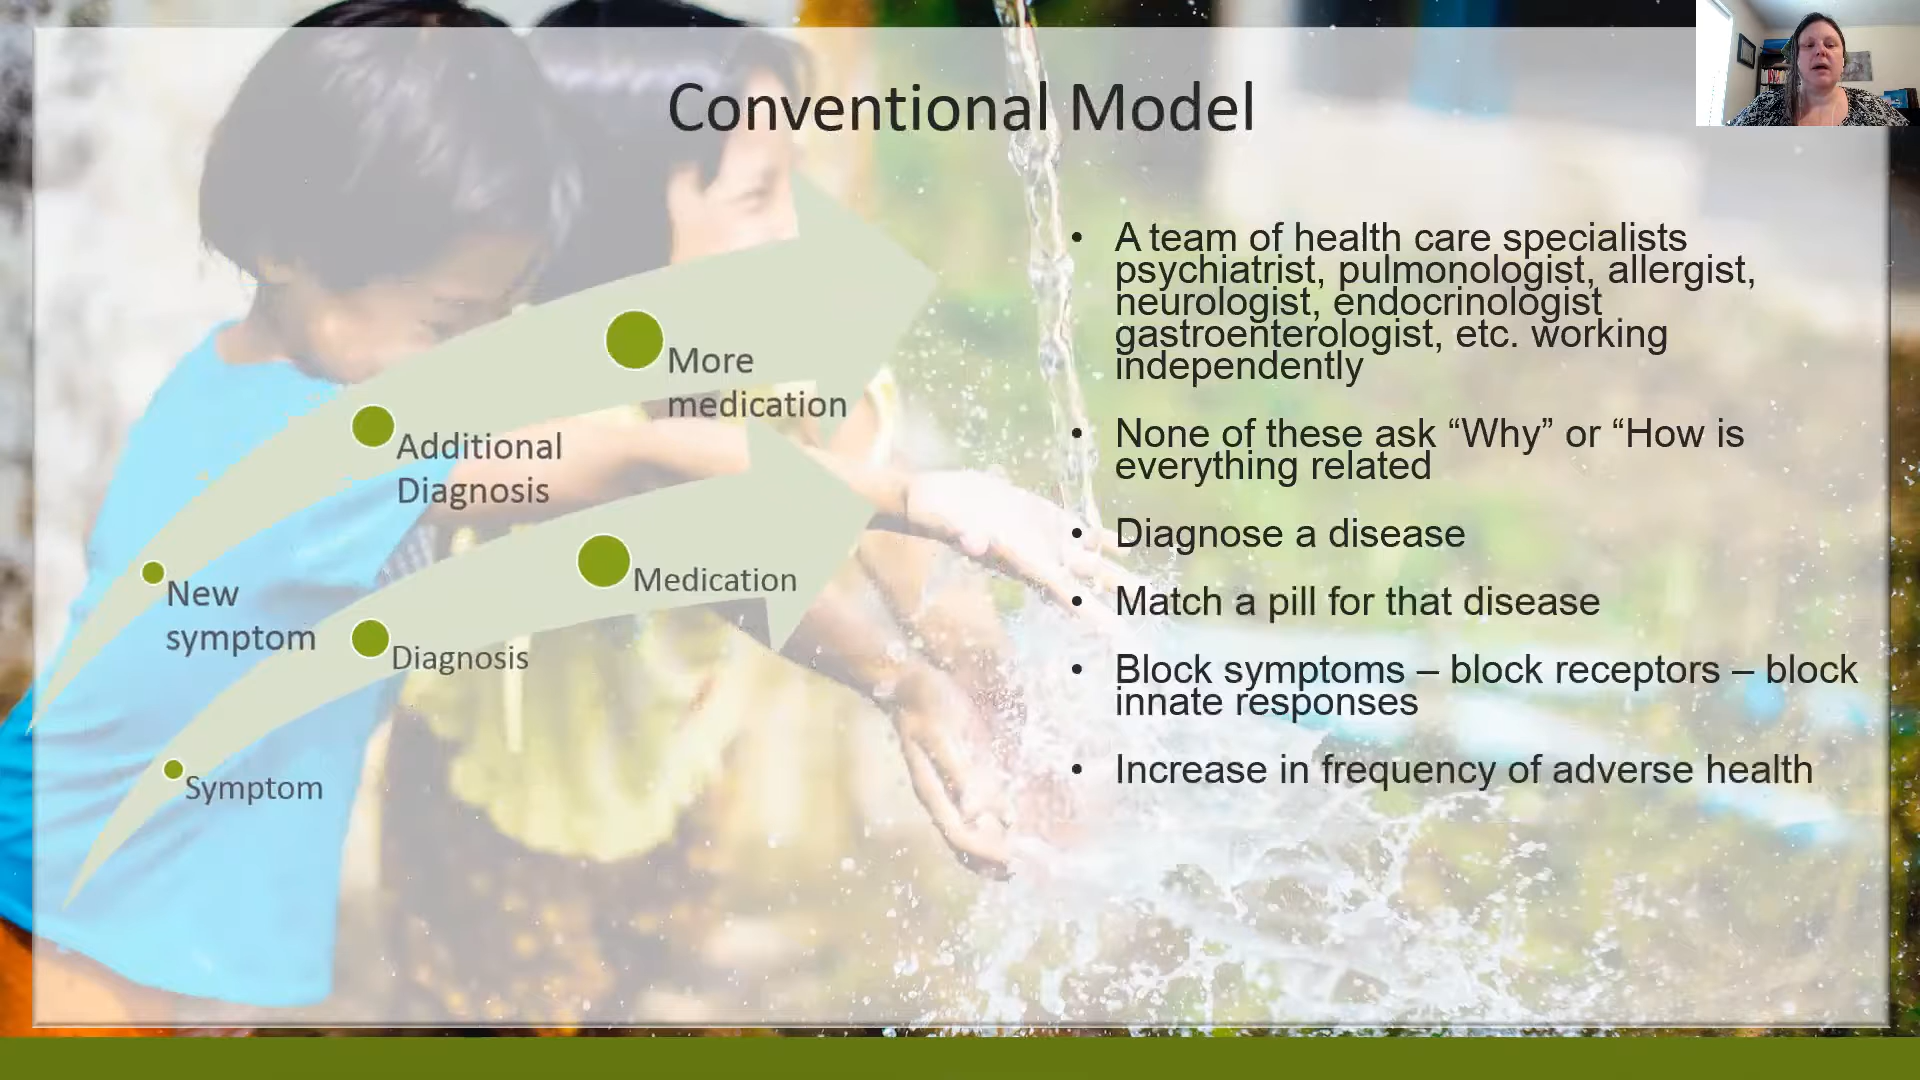 Conventional Model
More
medication
Additional
Diagnosis
New
symptom
Medication
Diagnosis
Symptom
• A team of health care specialists
psychiatrist, pulmonologist, allergist,
neurologist, endocrinologist
gastroenterologist, etc. working
independently
• None of these ask “Why” or “How is
everything related
• Diagnose a disease
• Match a pill for that disease
• Block symptoms – block receptors – block
innate responses
• Increase in frequency of adverse health